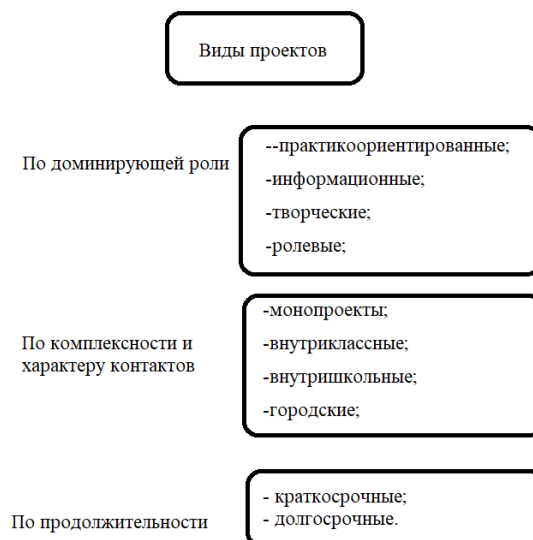 Виды проектов
По доминирующей роли
--практикоориентированные;
-информационные;
-творческие;
-ролевые;
По комплексности и
характеру контактов
-монопроекты;
-внутриклассные;
-внутришкольные;
-городские;
По продолжительности
- краткосрочные;
- долгосрочные.